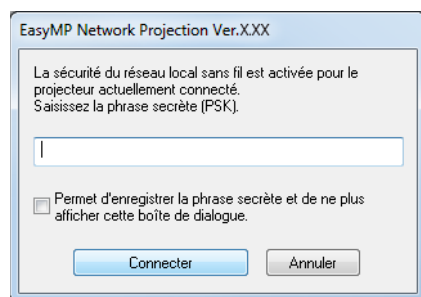 EasyMP Network Projection Ver.X.XX
La sécurité du réseau local sans fil est activée pour le
projecteur actuellement connecté.
Saisissez la phrase secrète (PSK).
Permet d'enregistrer la phrase secrète et de ne plus
afficher cette boîte de dialogue.
Connecter
Annuler